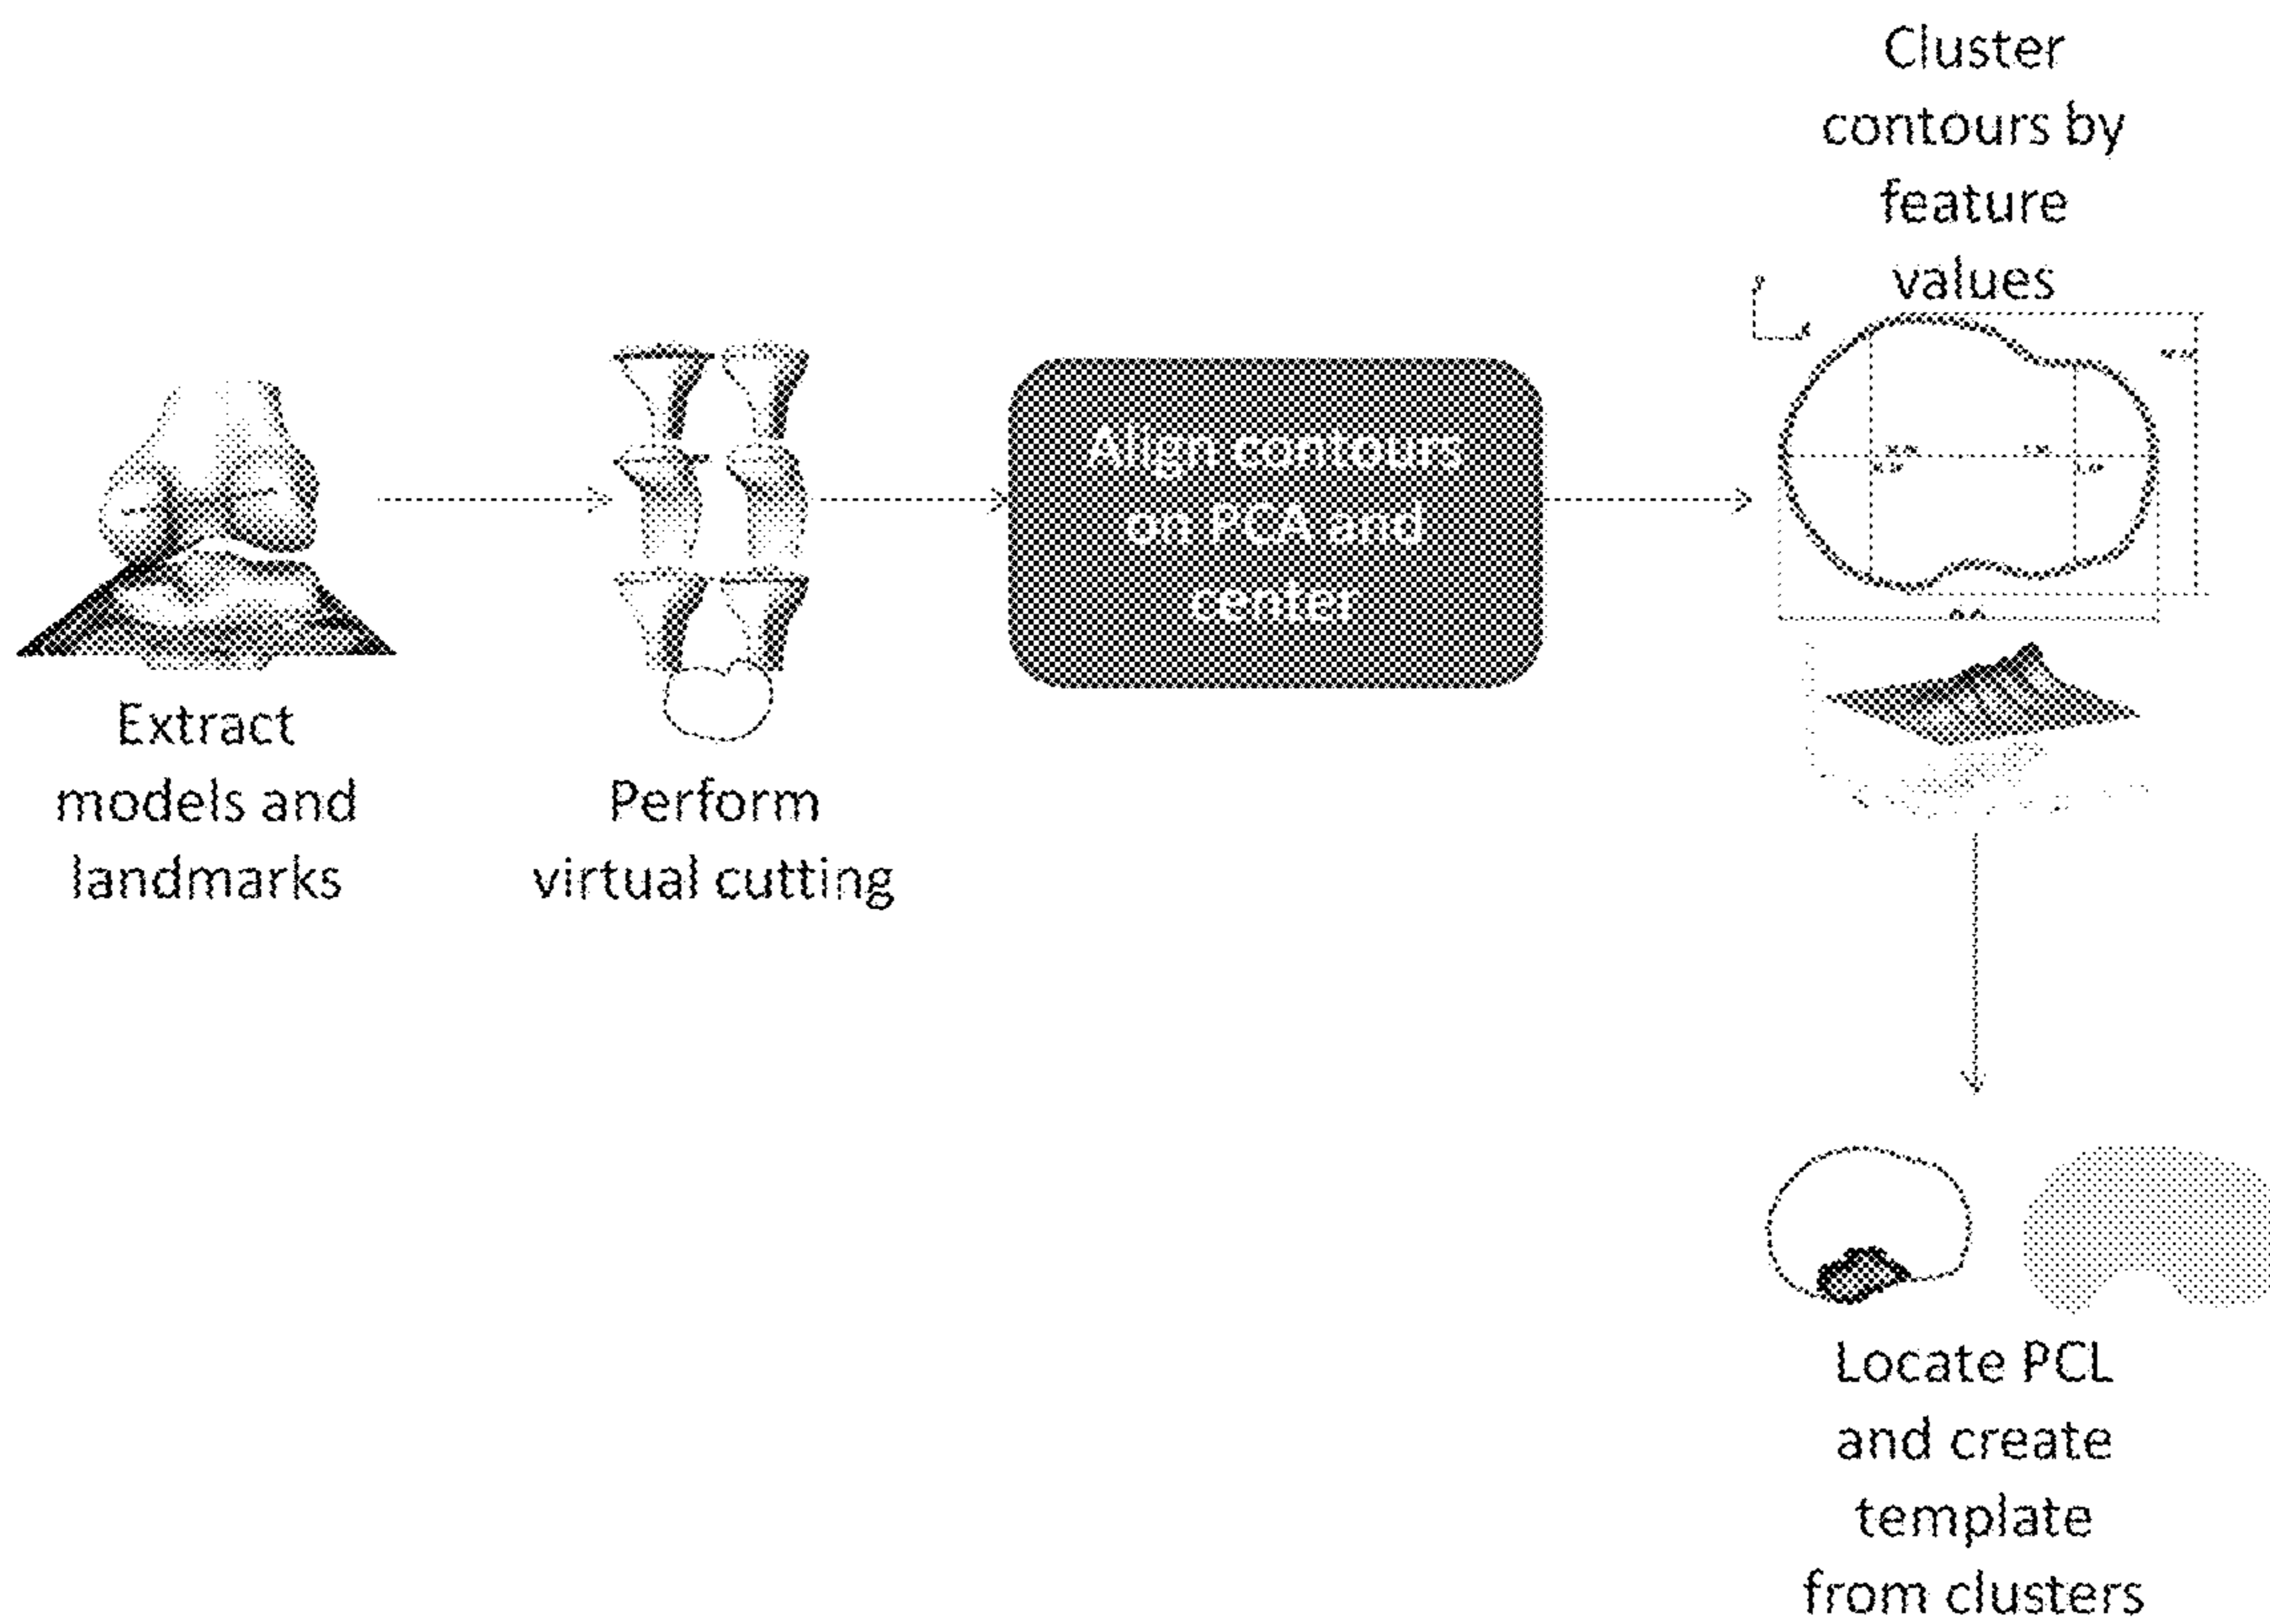 Cluster
contours by
feature
values
y
x
Align contours
on PCA and
center
Extract
models and
landmarks
Perform
virtual cutting
Locate PCL
and create
template
from clusters